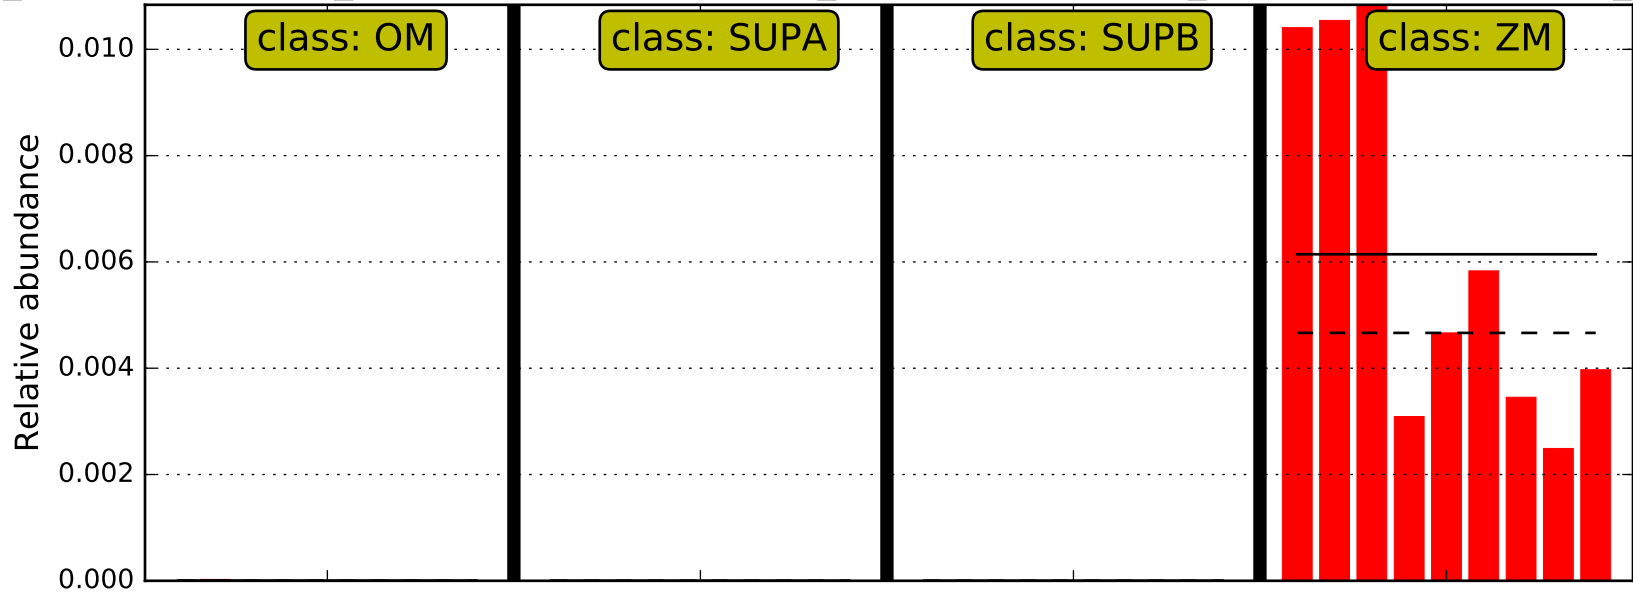 class: OM
class: SUPA
class: SUPB
class: ZM
Relative abundance
0.010
0.008
0.006
0.004
0.002
0.000